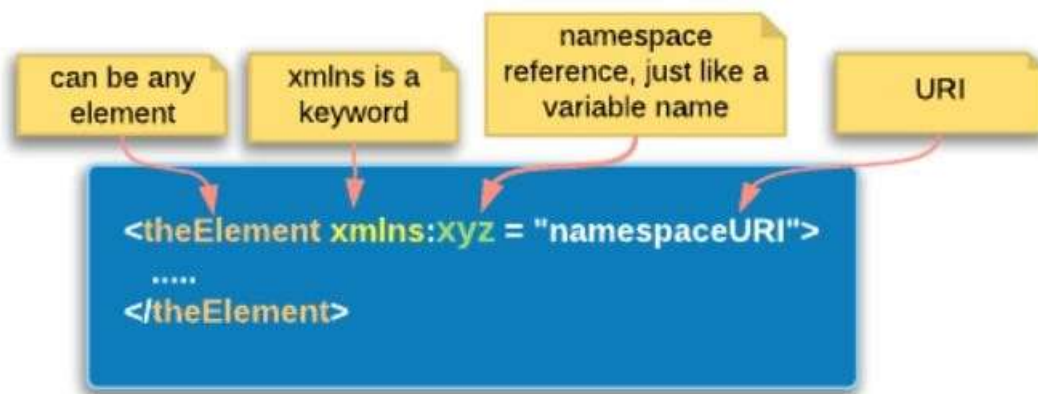 can be any
element
xmlns is a
keyword
namespace
reference, just like a
variable name
URI
<theElement xmlns:xyz = "namespaceURI">
.....
</theElement>